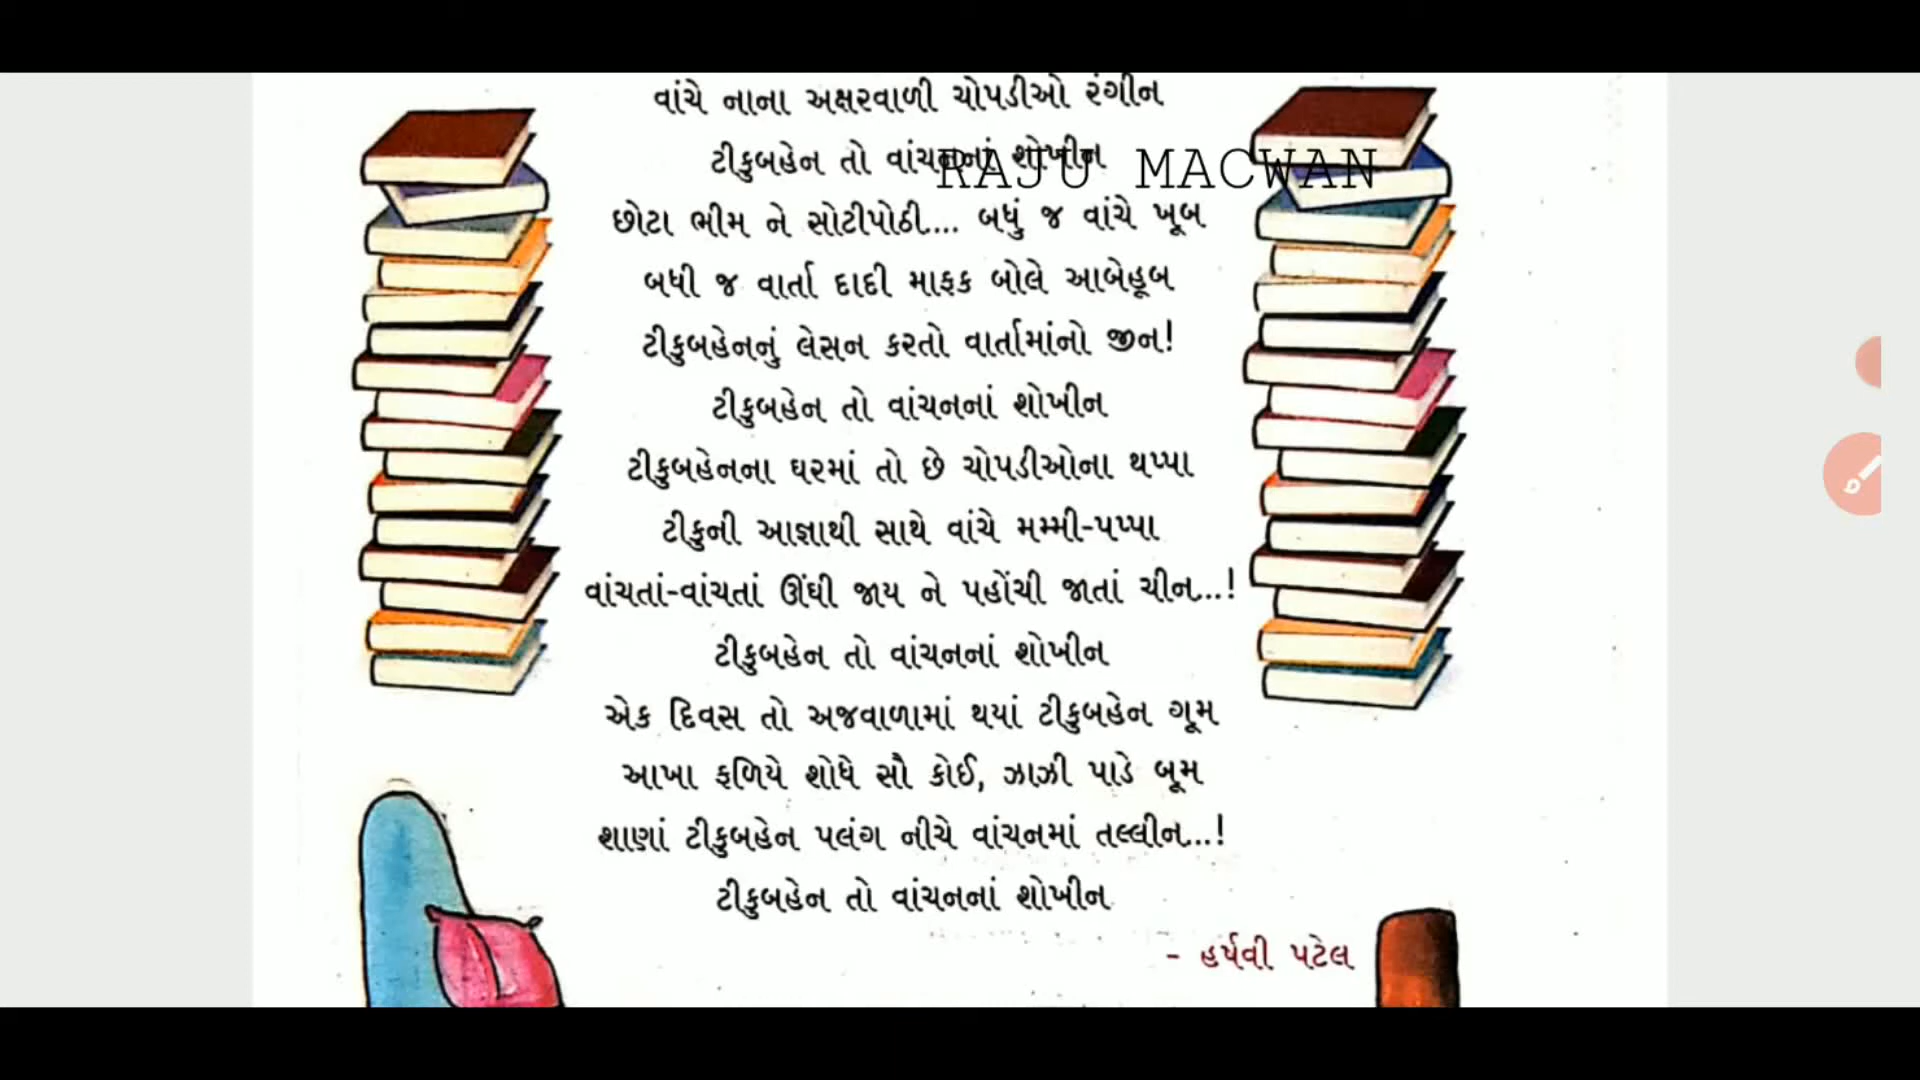 વાંચે નાના અક્ષરવાળી ચોપડીઓ રંગીન
ટીકુબહેન તો વાંચનનાં શોખીન
RAJU MACWAN
છોટા ભીમ ને સોટીપોઠી.... બધું જ વાંચે ખૂબ
બધી જ વાર્તા દાદી માફક બોલે આબેહૂબ
ટીકુબહેનનું લેસન કરતો વાર્તામાંનો જીન!
ટીકુબહેન તો વાંચનનાં શોખીન
ટીકુબહેનના ઘરમાં તો છે ચોપડીઓના થપ્પા
ટીકુની આજ્ઞાથી સાથે વાંચે મમ્મી-પપ્પા
વાંચતાં-વાંચતાં ઊંઘી જાય ને પહોંચી જાતાં ચીન...!
ટીકુબહેન તો વાંચનનાં શોખીન
એક દિવસ તો અજવાળામાં થયાં ટીકુબહેન ગૂમ
આખા ફળિયે શોધે સૌ કોઈ, ઝાઝી પાડે બૂમ
શાણાં ટીકુબહેન પલંગ નીચે વાંચનમાં તલ્લીન...!
ટીકુબહેન તો વાંચનનાં શોખીન
- હર્ષવી પટેલ